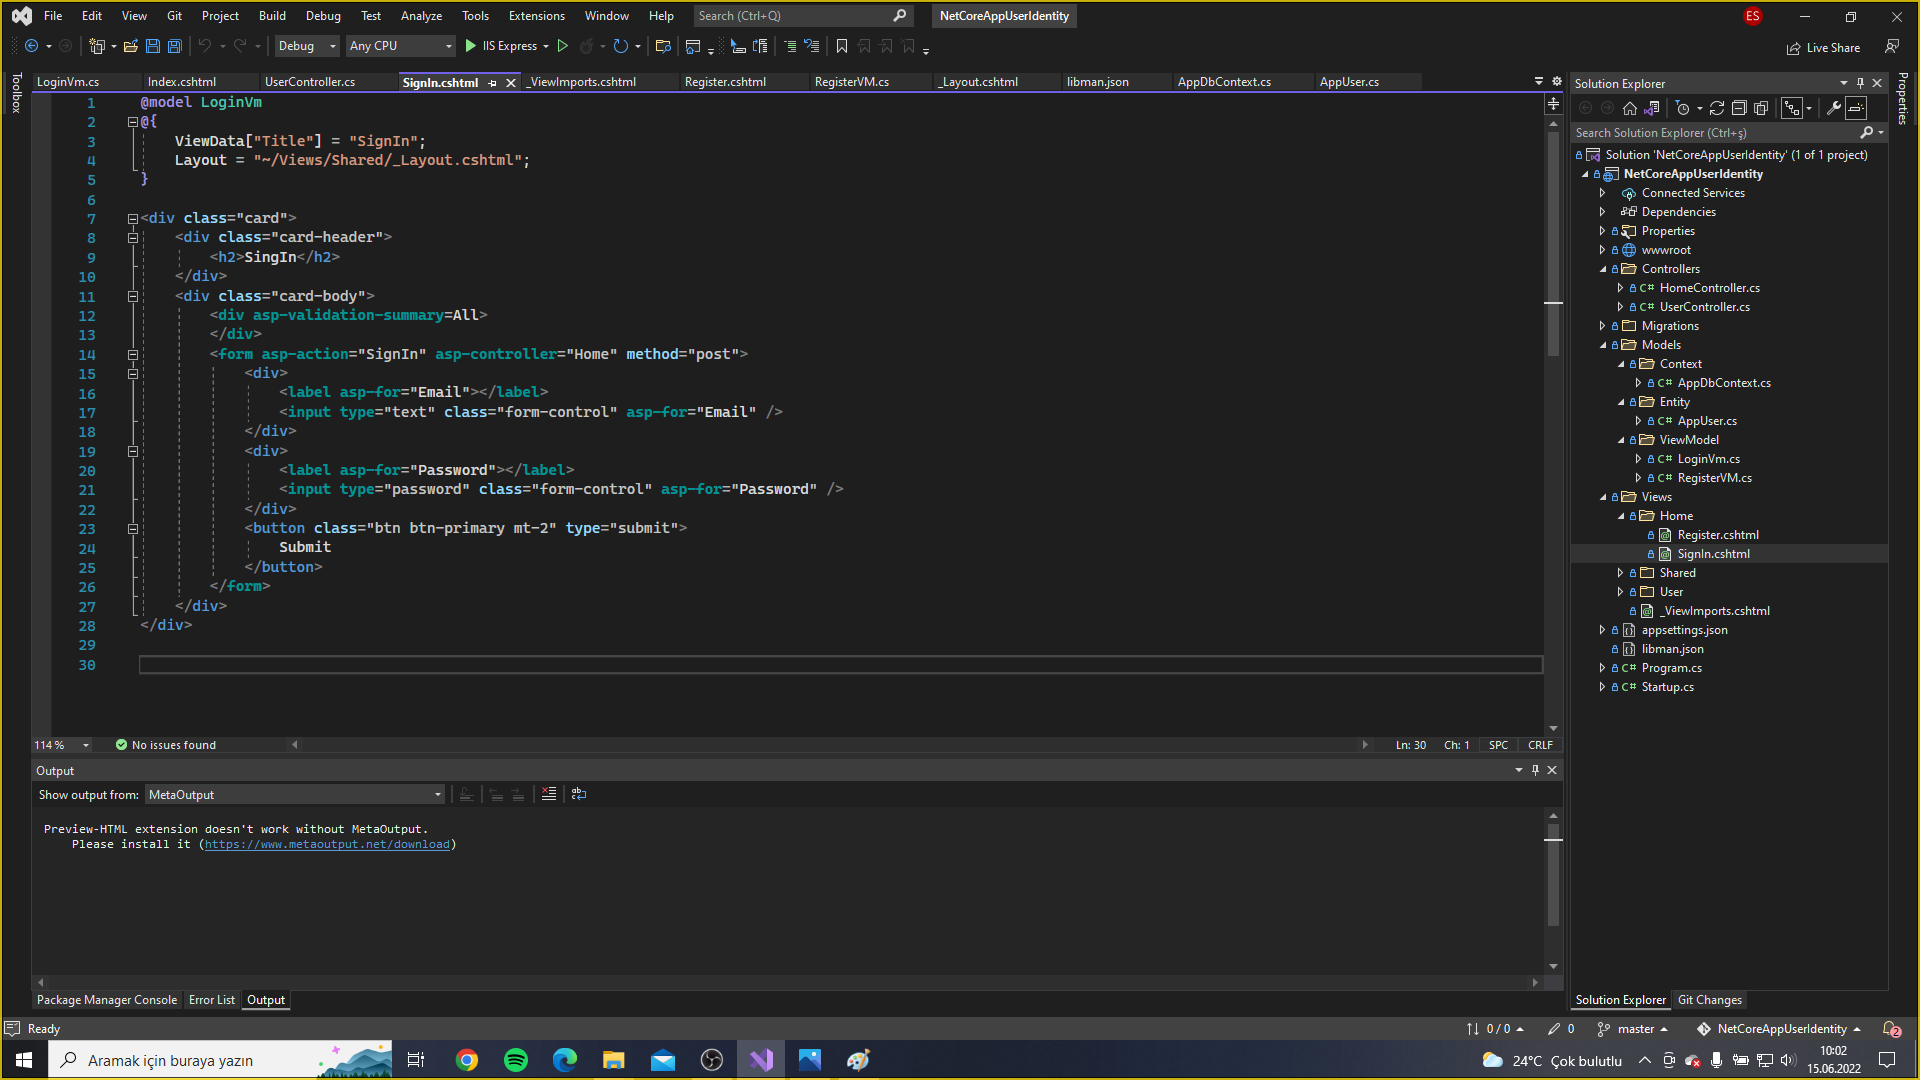 File Edit View Git Project Build Debug Test Analyze Tools Extensions Window Help Search (Ctrl+Q) NetCoreAppUserIdentity ES
Debug Any CPU IIS Express Live Share
Toolbox
LoginVm.cs Index.cshtml UserController.cs SignIn.cshtml _ViewImports.cshtml Register.cshtml RegisterVM.cs _Layout.cshtml libman.json AppDbContext.cs AppUser.cs
1 @model LoginVm
2 @{
3 ViewData["Title"] = "SignIn";
4 Layout = "~/Views/Shared/_Layout.cshtml";
5 }
6
7 <div class="card">
8 <div class="card-header">
9 <h2>SingIn</h2>
10 </div>
11 <div class="card-body">
12 <div asp-validation-summary=All>
13 </div>
14 <form asp-action="SignIn" asp-controller="Home" method="post">
15 <div>
16 <label asp-for="Email"></label>
17 <input type="text" class="form-control" asp-for="Email" />
18 </div>
19 <div>
20 <label asp-for="Password"></label>
21 <input type="password" class="form-control" asp-for="Password" />
22 </div>
23 <button class="btn btn-primary mt-2" type="submit">
24 Submit
25 </button>
26 </form>
27 </div>
28 </div>
29
30
114 % No issues found Ln: 30 Ch: 1 SPC CRLF
Output
Show output from: MetaOutput
Preview-HTML extension doesn't work without MetaOutput.
Please install it (https://www.metaoutput.net/download)
Package Manager Console Error List Output
Solution Explorer
Properties
Search Solution Explorer (Ctrl+ş)
Solution 'NetCoreAppUserIdentity' (1 of 1 project)
NetCoreAppUserIdentity
Connected Services
Dependencies
Properties
wwwroot
Controllers
C# HomeController.cs
C# UserController.cs
Migrations
Models
Context
C# AppDbContext.cs
Entity
C# AppUser.cs
ViewModel
C# LoginVm.cs
C# RegisterVM.cs
Views
Home
Register.cshtml
SignIn.cshtml
Shared
User
_ViewImports.cshtml
appsettings.json
libman.json
C# Program.cs
C# Startup.cs
Solution Explorer Git Changes
Ready 0 / 0 0 master NetCoreAppUserIdentity 2
Aramak için buraya yazın 24°C Çok bulutlu 10:02
15.06.2022